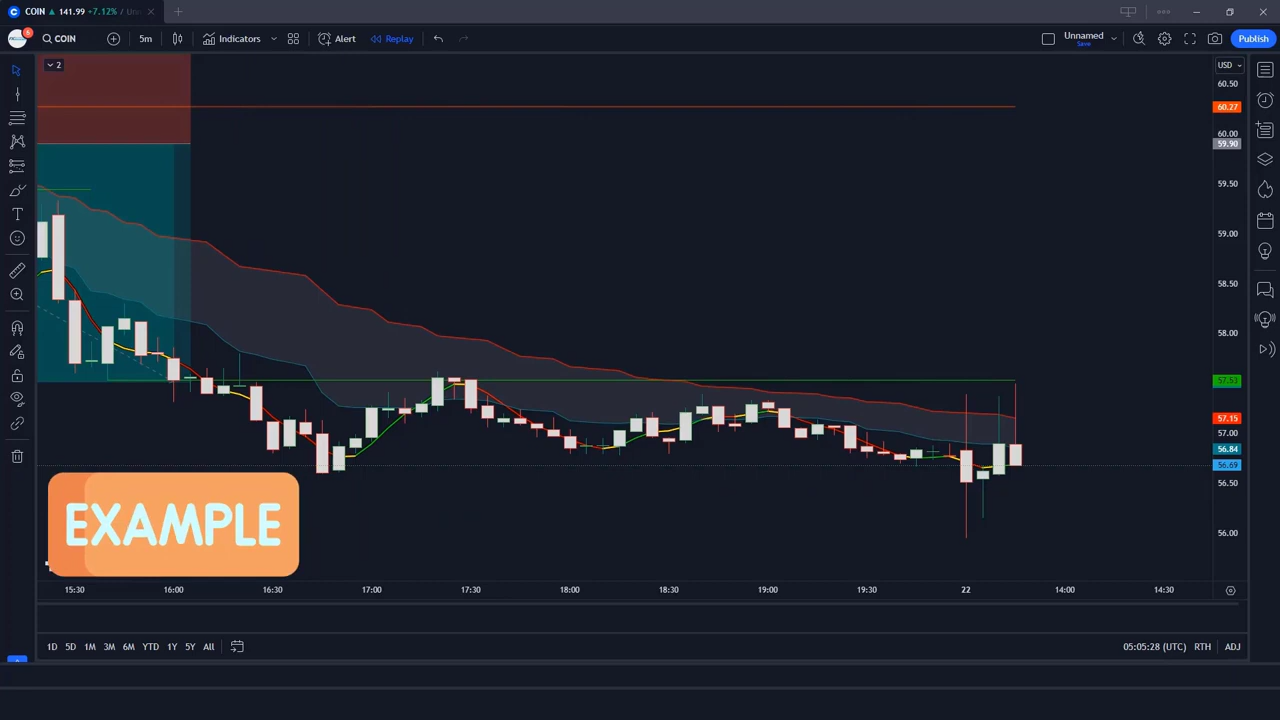 COIN 141.99 +7.12% / Un
5
COIN 5m Indicators Alert Replay Unnamed Save Publish
2
USD
60.50
60.27
60.00
59.90
59.50
59.00
58.50
58.00
57.53
57.15
57.00
56.84
56.69
56.50
56.00
EXAMPLE
15:30 16:00 16:30 17:00 17:30 18:00 18:30 19:00 19:30 22 14:00 14:30
1D 5D 1M 3M 6M YTD 1Y 5Y All 05:05:28 (UTC) RTH ADJ